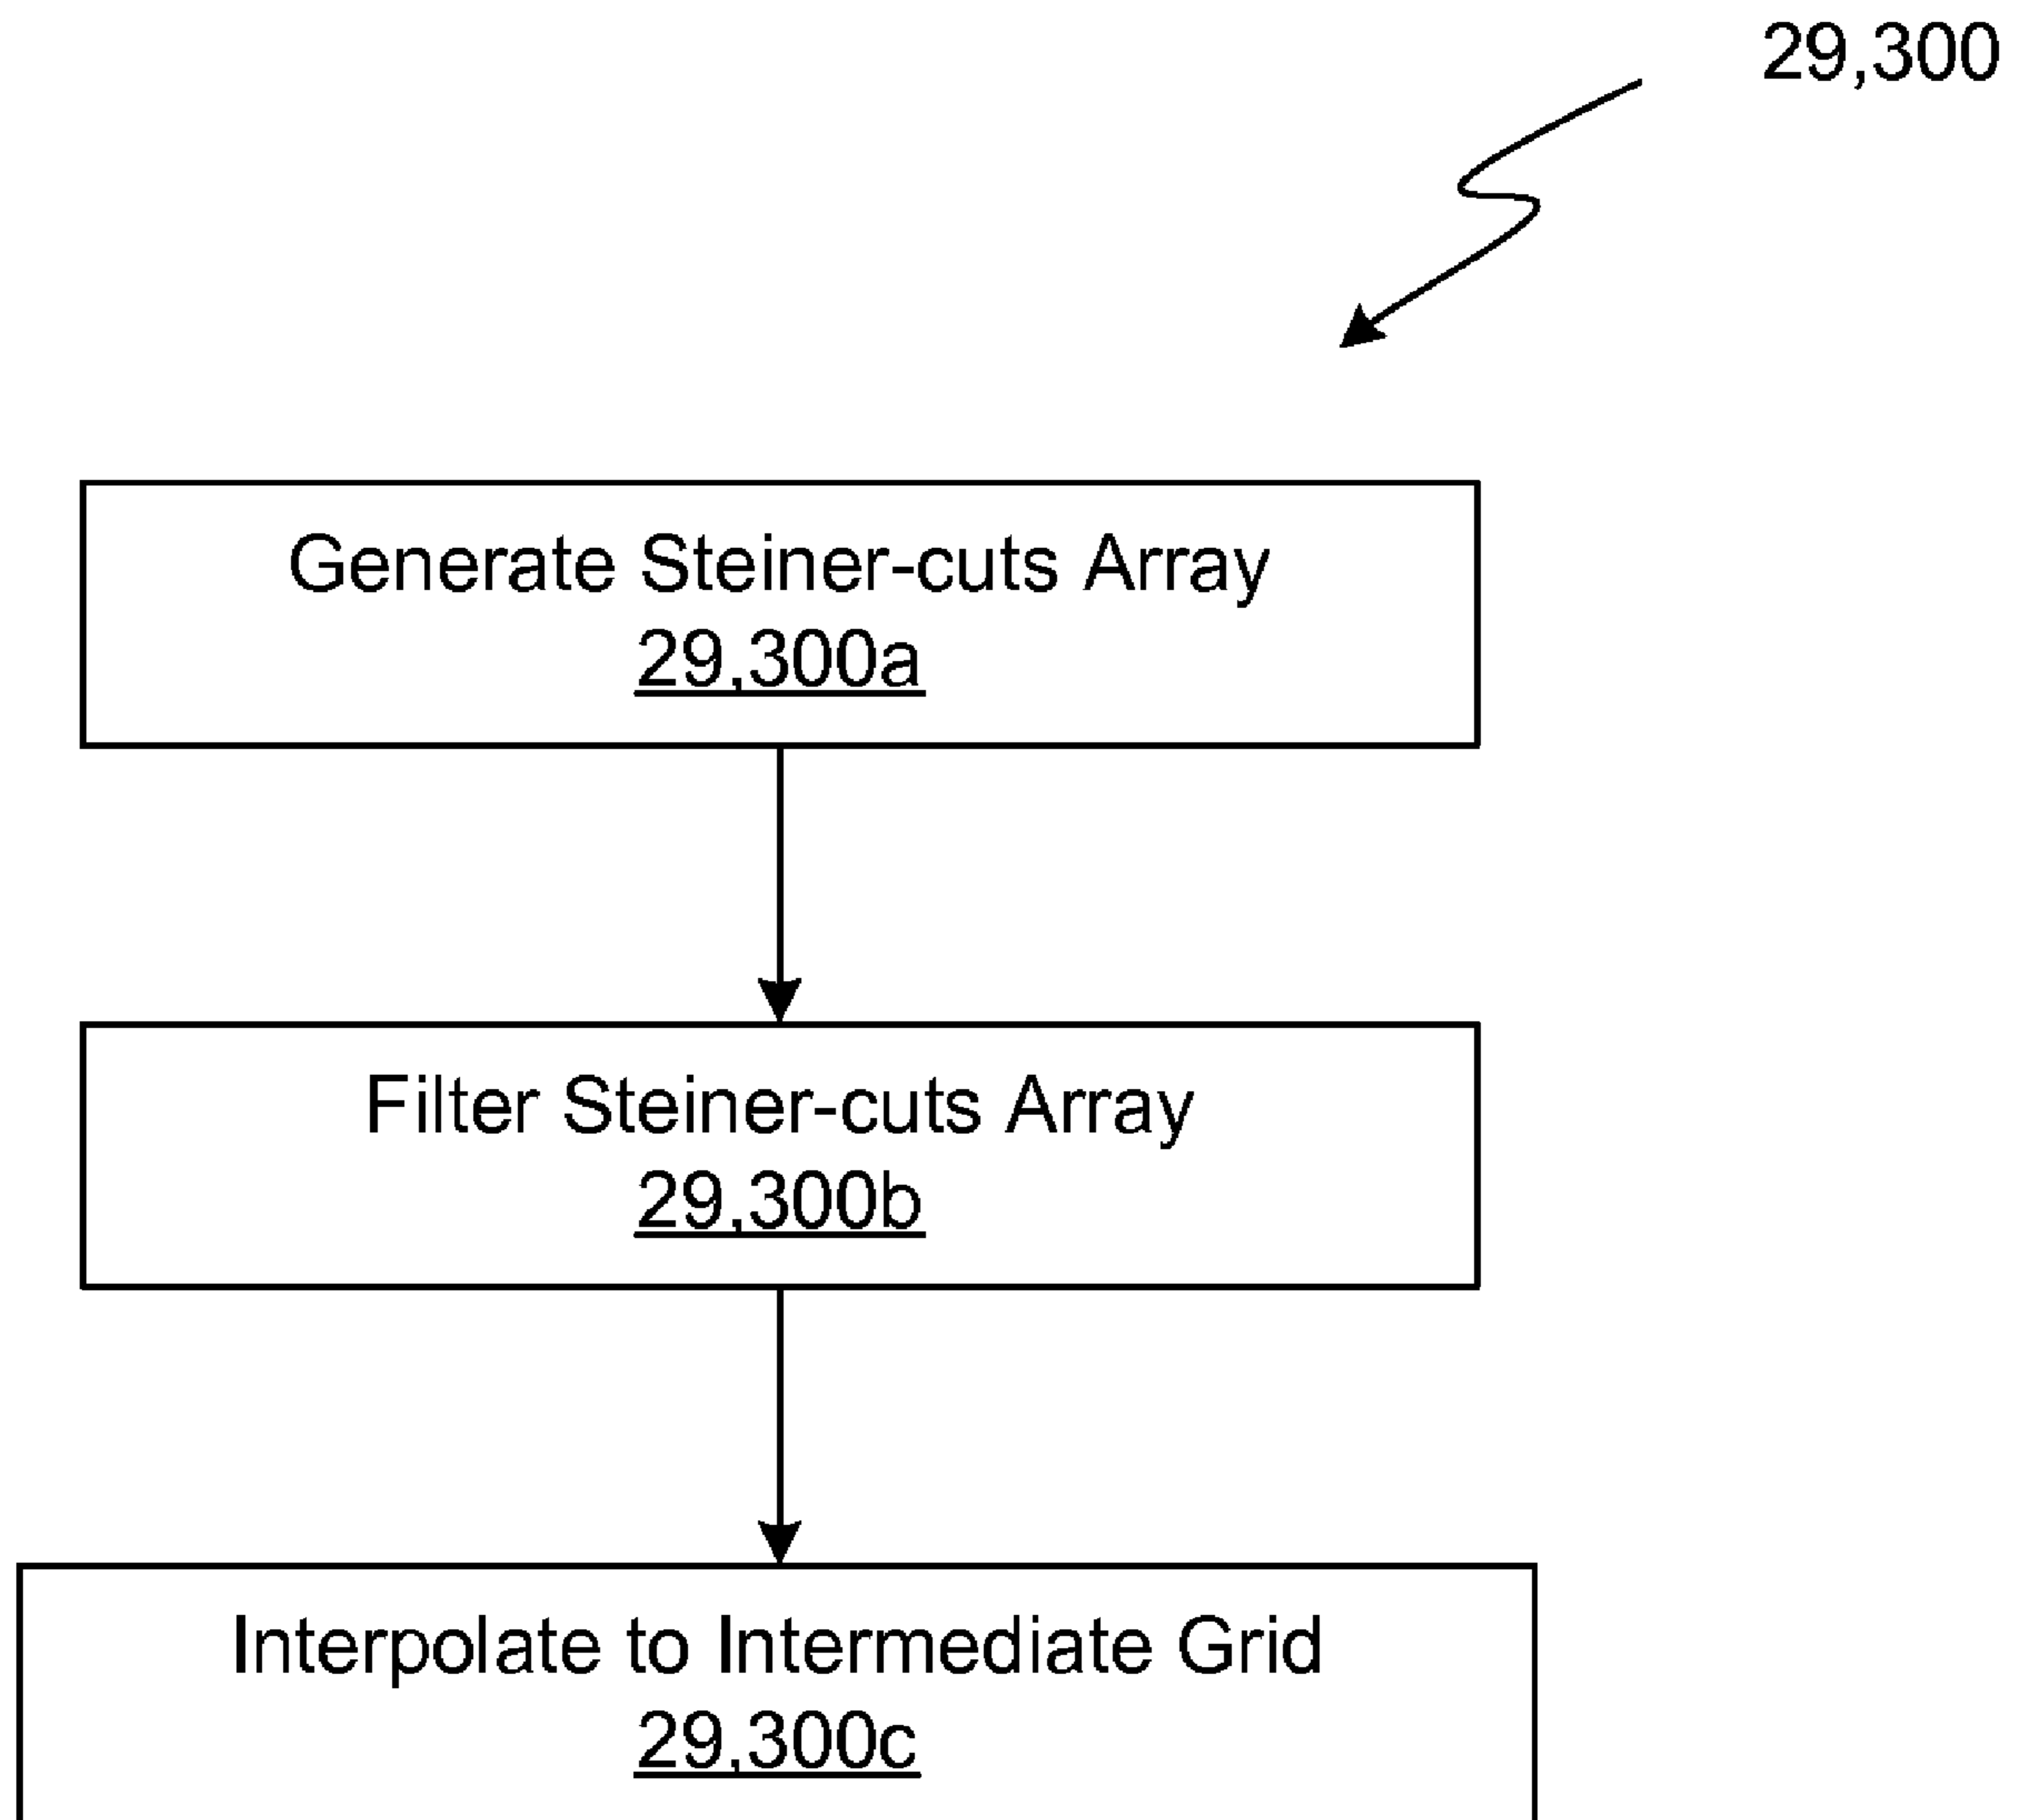 29,300
Generate Steiner-cuts Array
29,300a
Filter Steiner-cuts Array
29,300b
Interpolate to Intermediate Grid
29,300c